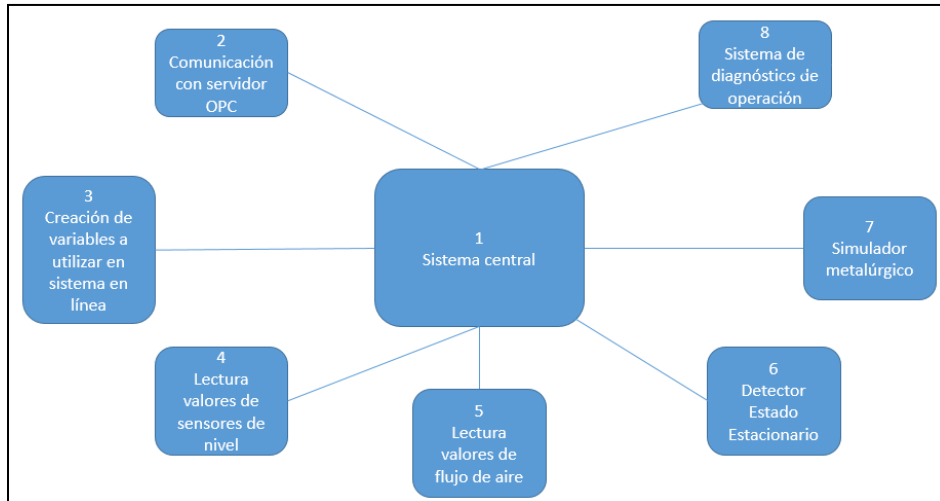 2
Comunicación
con servidor
OPC
8
Sistema de
diagnóstico de
operación
3
Creación de
variables a
utilizar en
sistema en
línea
1
Sistema central
7
Simulador
metalúrgico
4
Lectura
valores de
sensores de
nivel
5
Lectura
valores de
flujo de aire
6
Detector
Estado
Estacionario